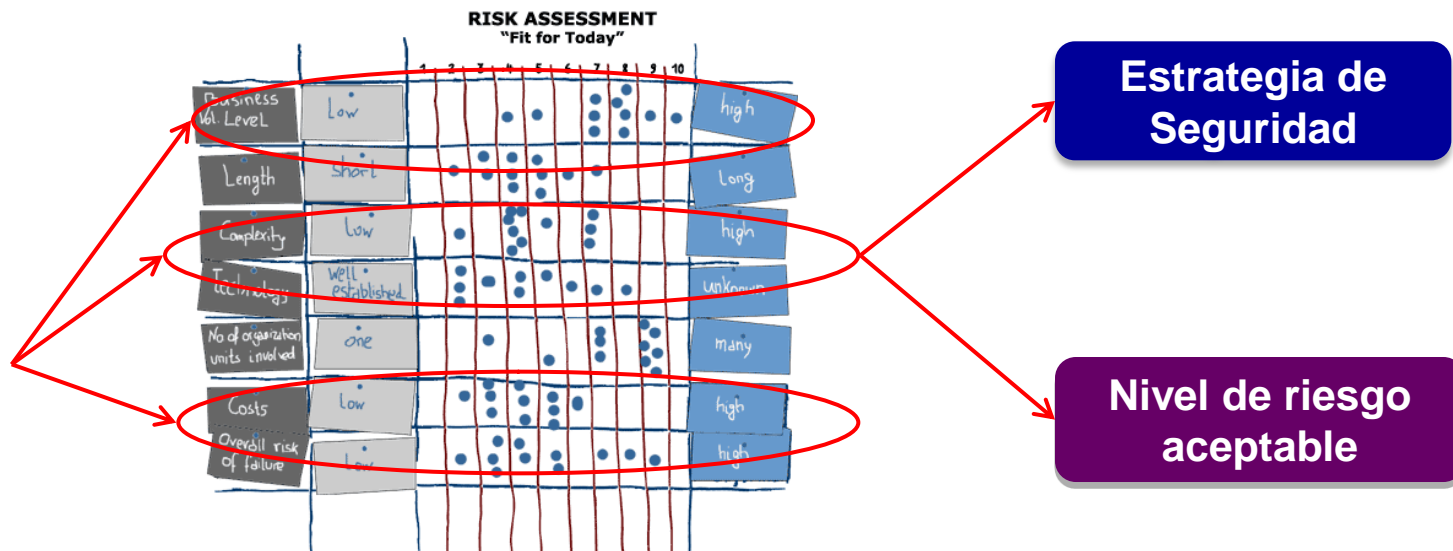 RISK ASSESSMENT
“Fit for Today”
1 2 3 4 5 6 7 8 9 10
Business
Vol. Level
Low
high
Length
Short
Long
Complexity
Low
high
Technology
well
established
unknown
No of organization
units involved
one
many
Costs
Low
high
Overall risk
of failure
Low
high
Estrategia de
Seguridad
Nivel de riesgo
aceptable